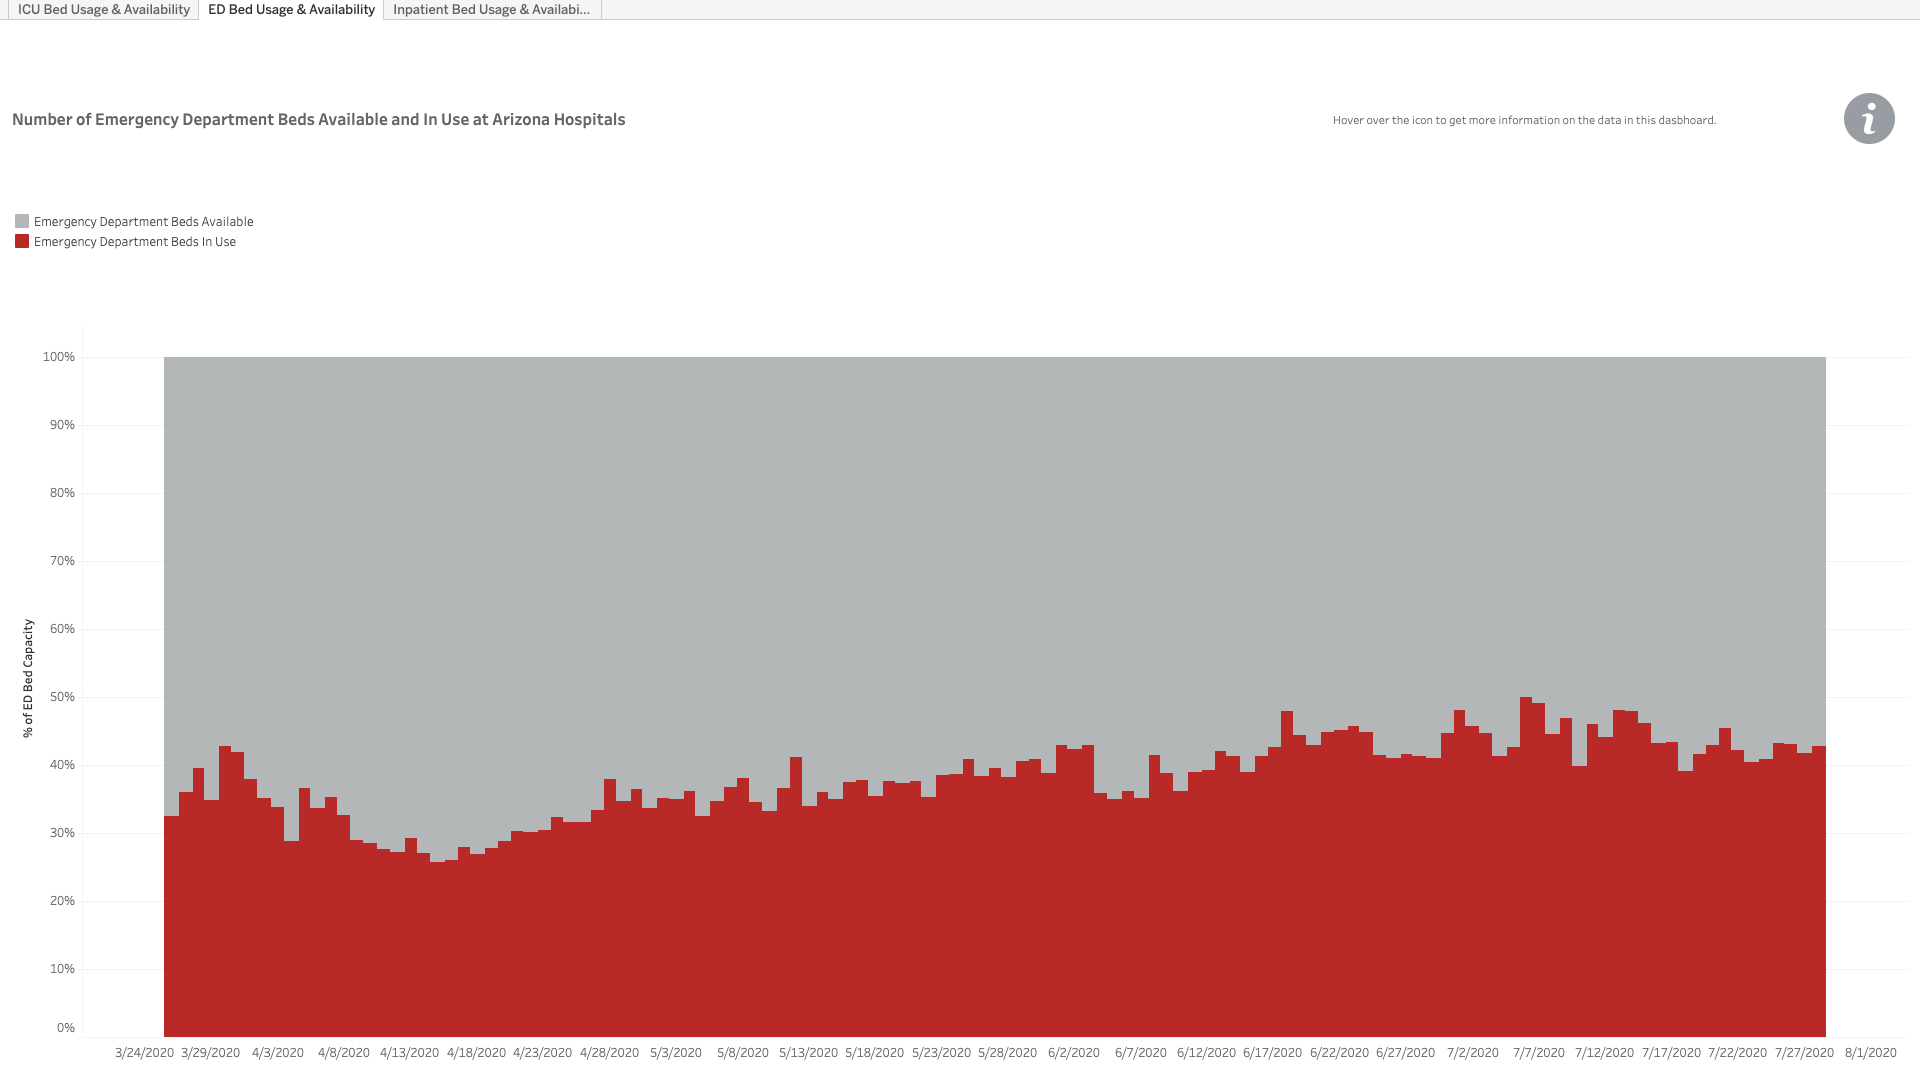 ICU Bed Usage & Availability
ED Bed Usage & Availability
Inpatient Bed Usage & Availabi...
Number of Emergency Department Beds Available and In Use at Arizona Hospitals
Hover over the icon to get more information on the data in this dasbhoard.
i
Emergency Department Beds Available
Emergency Department Beds In Use
% of ED Bed Capacity
100%
90%
80%
70%
60%
50%
40%
30%
20%
10%
0%
3/24/2020 3/29/2020 4/3/2020 4/8/2020 4/13/2020 4/18/2020 4/23/2020 4/28/2020 5/3/2020 5/8/2020 5/13/2020 5/18/2020 5/23/2020 5/28/2020 6/2/2020 6/7/2020 6/12/2020 6/17/2020 6/22/2020 6/27/2020 7/2/2020 7/7/2020 7/12/2020 7/17/2020 7/22/2020 7/27/2020 8/1/2020